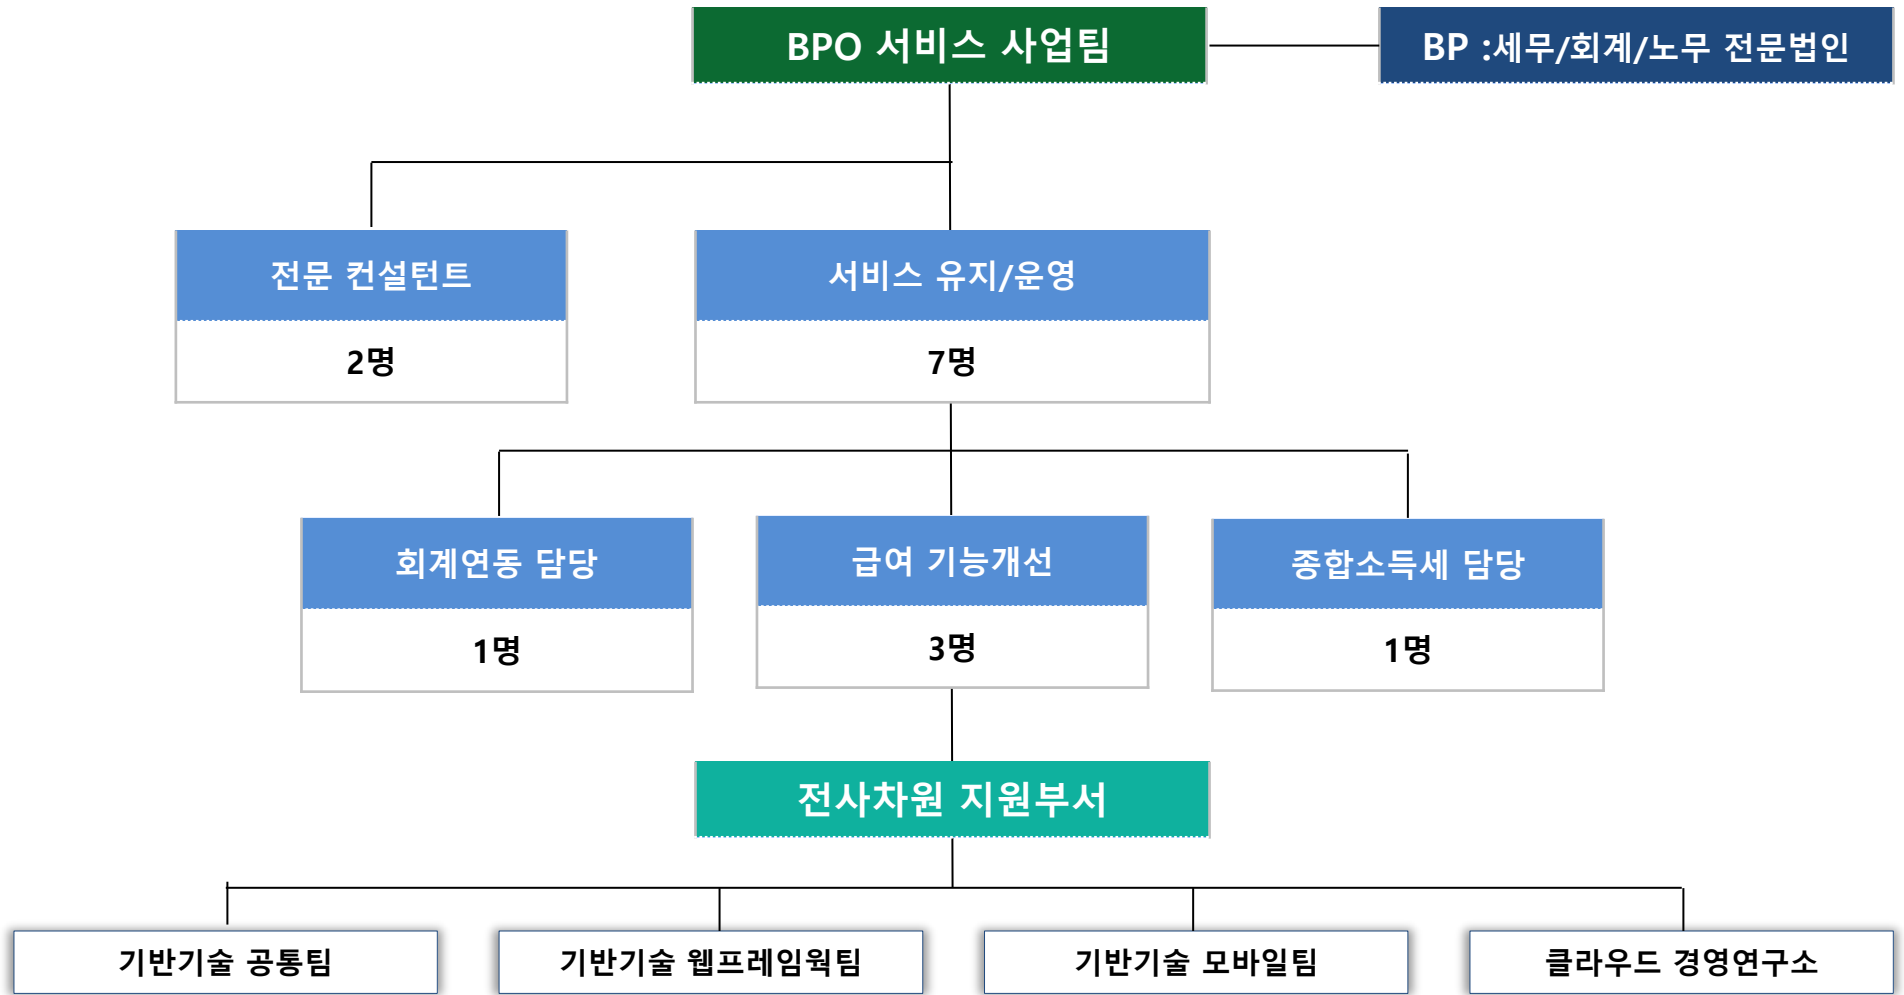 BPO 서비스 사업팀
BP :세무/회계/노무 전문법인
전문 컨설턴트
2명
서비스 유지/운영
7명
회계연동 담당
1명
급여 기능개선
3명
종합소득세 담당
1명
전사차원 지원부서
기반기술 공통팀
기반기술 웹프레임웍팀
기반기술 모바일팀
클라우드 경영연구소